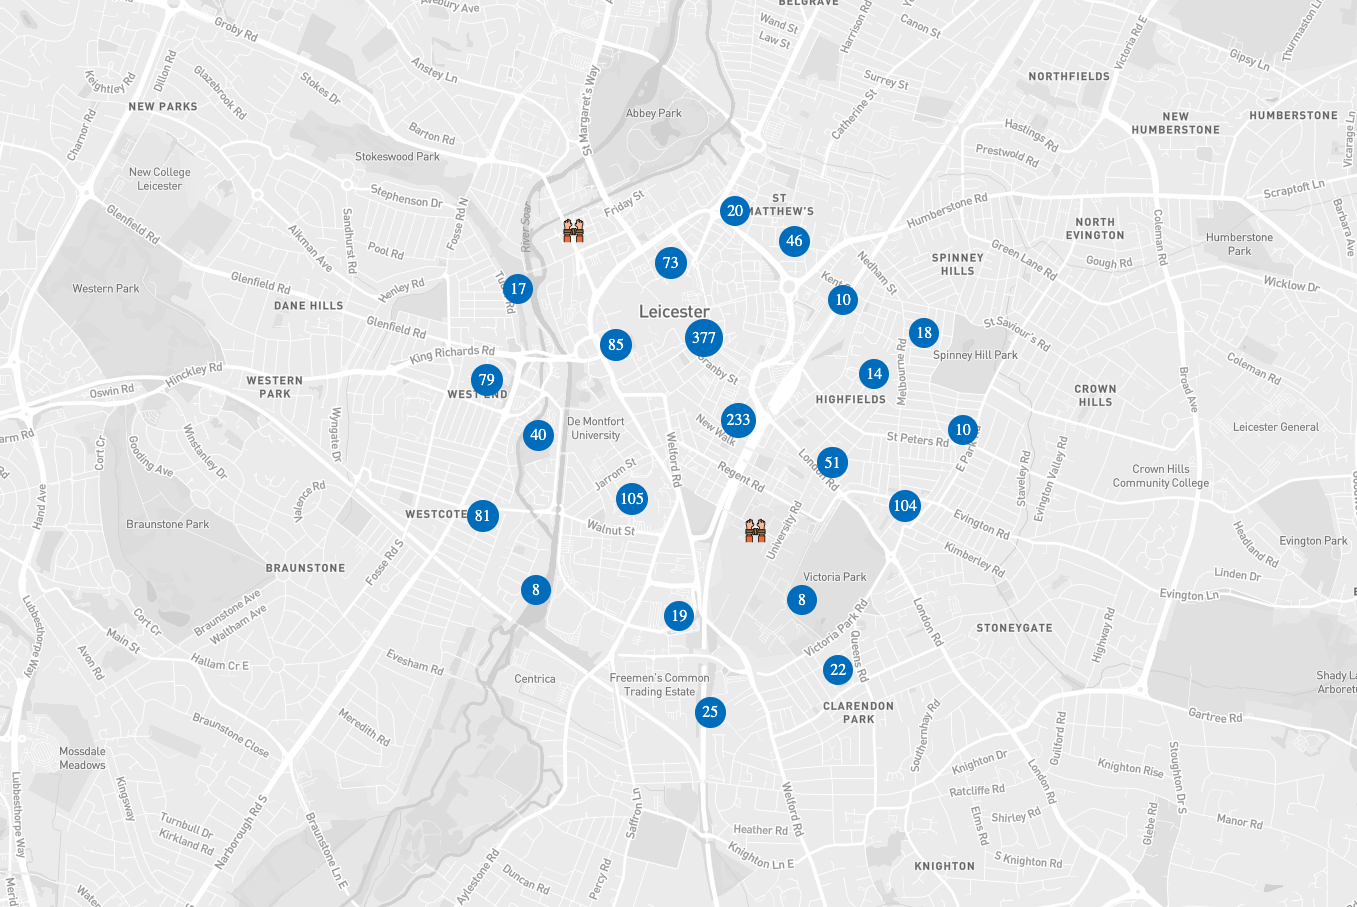 BELGRAVE
Avebury Av
Groby Rd
Wand St
Law St
Harrison Rd
Canon St
Victoria Rd E
Thurmaston Ln
Gipsy Ln
Keightley Rd
Dillon Rd
Glazebrook Rd
Stokes Dr
Anstey Ln
St Margaret's Way
Surrey St
NORTHFIELDS
NEW PARKS
Abbey Park
Catherine St
NEW
HUMBERSTONE
HUMBERSTONE
Charnor Rd
Barton Rd
Hastings Rd
Vicarage Ln
Stokeswood Park
Prestwold Rd
New College
Leicester
Stephenson Dr
Scraptoft Ln
Glenfield Rd
Sandhurst Rd
Fosse Rd N
River Soar
Friday St
20
ST
MATTHEW'S
Humberstone Rd
Coleman Rd
Barbara Ave
NORTH
EVINGTON
Aikman Ave
Pool Rd
46
Green Lane Rd
Humberstone
Park
73
SPINNEY
HILLS
Gough Rd
Nedham St
Wicklow Dr
Western Park
Glenfield Rd
Henley Rd
17
10
DANE HILLS
Leicester
Glenfield Rd
18
St Saviour's Rd
85
377
King Richards Rd
Spinney Hill Park
Melbourne Rd
Hinckley Rd
Oswin Rd
WESTERN
PARK
79
WEST END
14
Coleman Rd
Broad Ave
CROWN
HILLS
HIGHFIELDS
233
De Montfort
University
New Walk
Wyngate Dr
Winstanley Dr
Gooding Ave
Cort Cr
40
10
Leicester General
St Peters Rd
E Park Rd
Welford Rd
51
London Rd
Regent Rd
Jarrom St
Staveley Rd
Evington Valley Rd
Crown Hills
Community College
Hand Ave
Valence Rd
105
104
WESTCOTES
81
Walnut St
Braunstone Park
University Rd
Evington Rd
Headland Rd
Evington Park
Fosse Rd S
Kimberley Rd
BRAUNSTONE
Victoria Park
Linden Dr
8
8
Evington Ln
Lubbesthorpe Way
Braunstone Ave
Waltham Ave
Cort Cr
Main St
19
London Rd
STONEYGATE
Victoria Park Rd
Queens Rd
Highway Rd
Avon Rd
Hallam Cr E
Evesham Rd
22
Centrica
Freemen's Common
Trading Estate
25
CLARENDON
PARK
Gartree Rd
Braunstone Close
Meredith Rd
Southernhay Rd
Guilford Rd
Mossdale
Meadows
Knighton Dr
Knighton Rise
Stoughton Dr S
London Rd
Lubbesthorpe Way
Kingsway
Narborough Rd S
Saffron Ln
Welford Rd
Ratcliffe Rd
Shirley Rd
Elms Rd
Glebe Rd
Manor Rd
Turnbull Dr
Kirkland Rd
Braunstone Ln E
Heather Rd
Knighton Ln E
S Knighton Rd
KNIGHTON
Aylestone Rd
Duncan Rd
Percy Rd